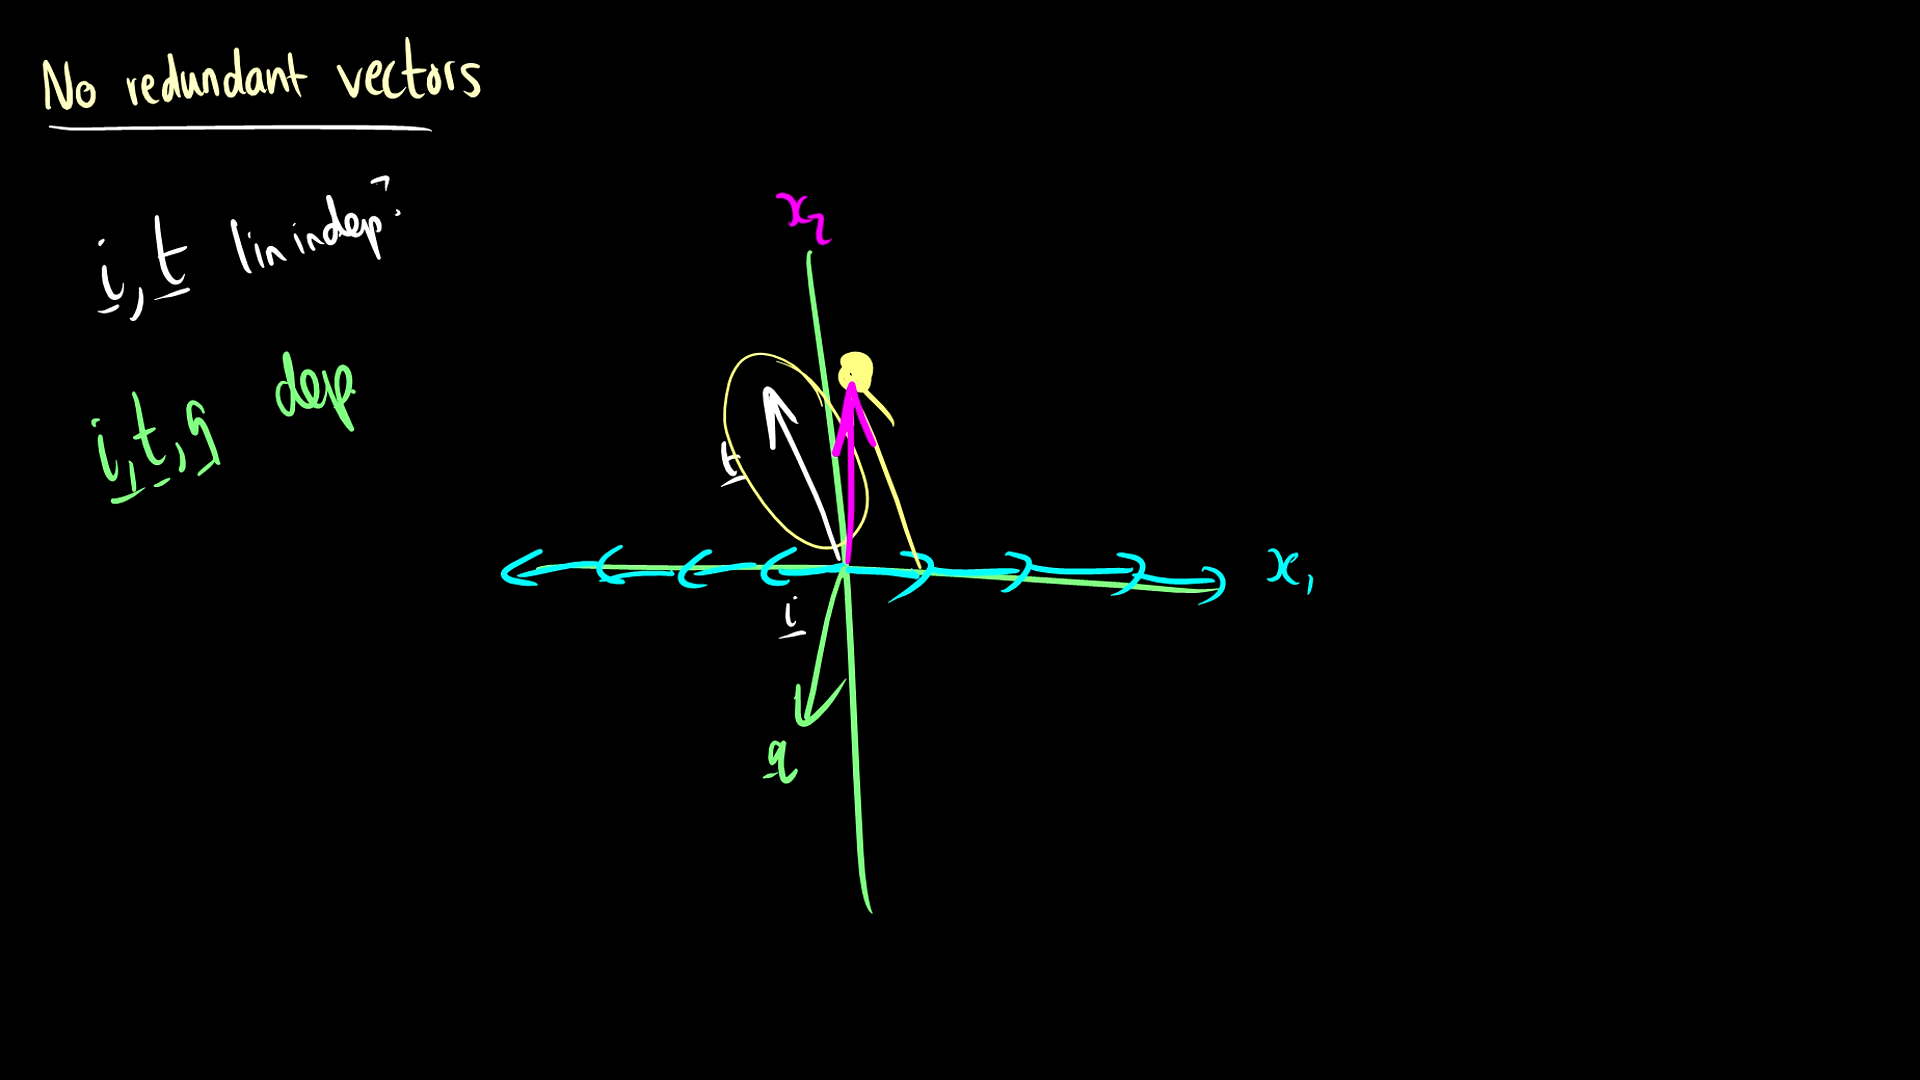 No redundant vectors
i, t lin indep?
i, t, q dep
x2
t
x1
i
q